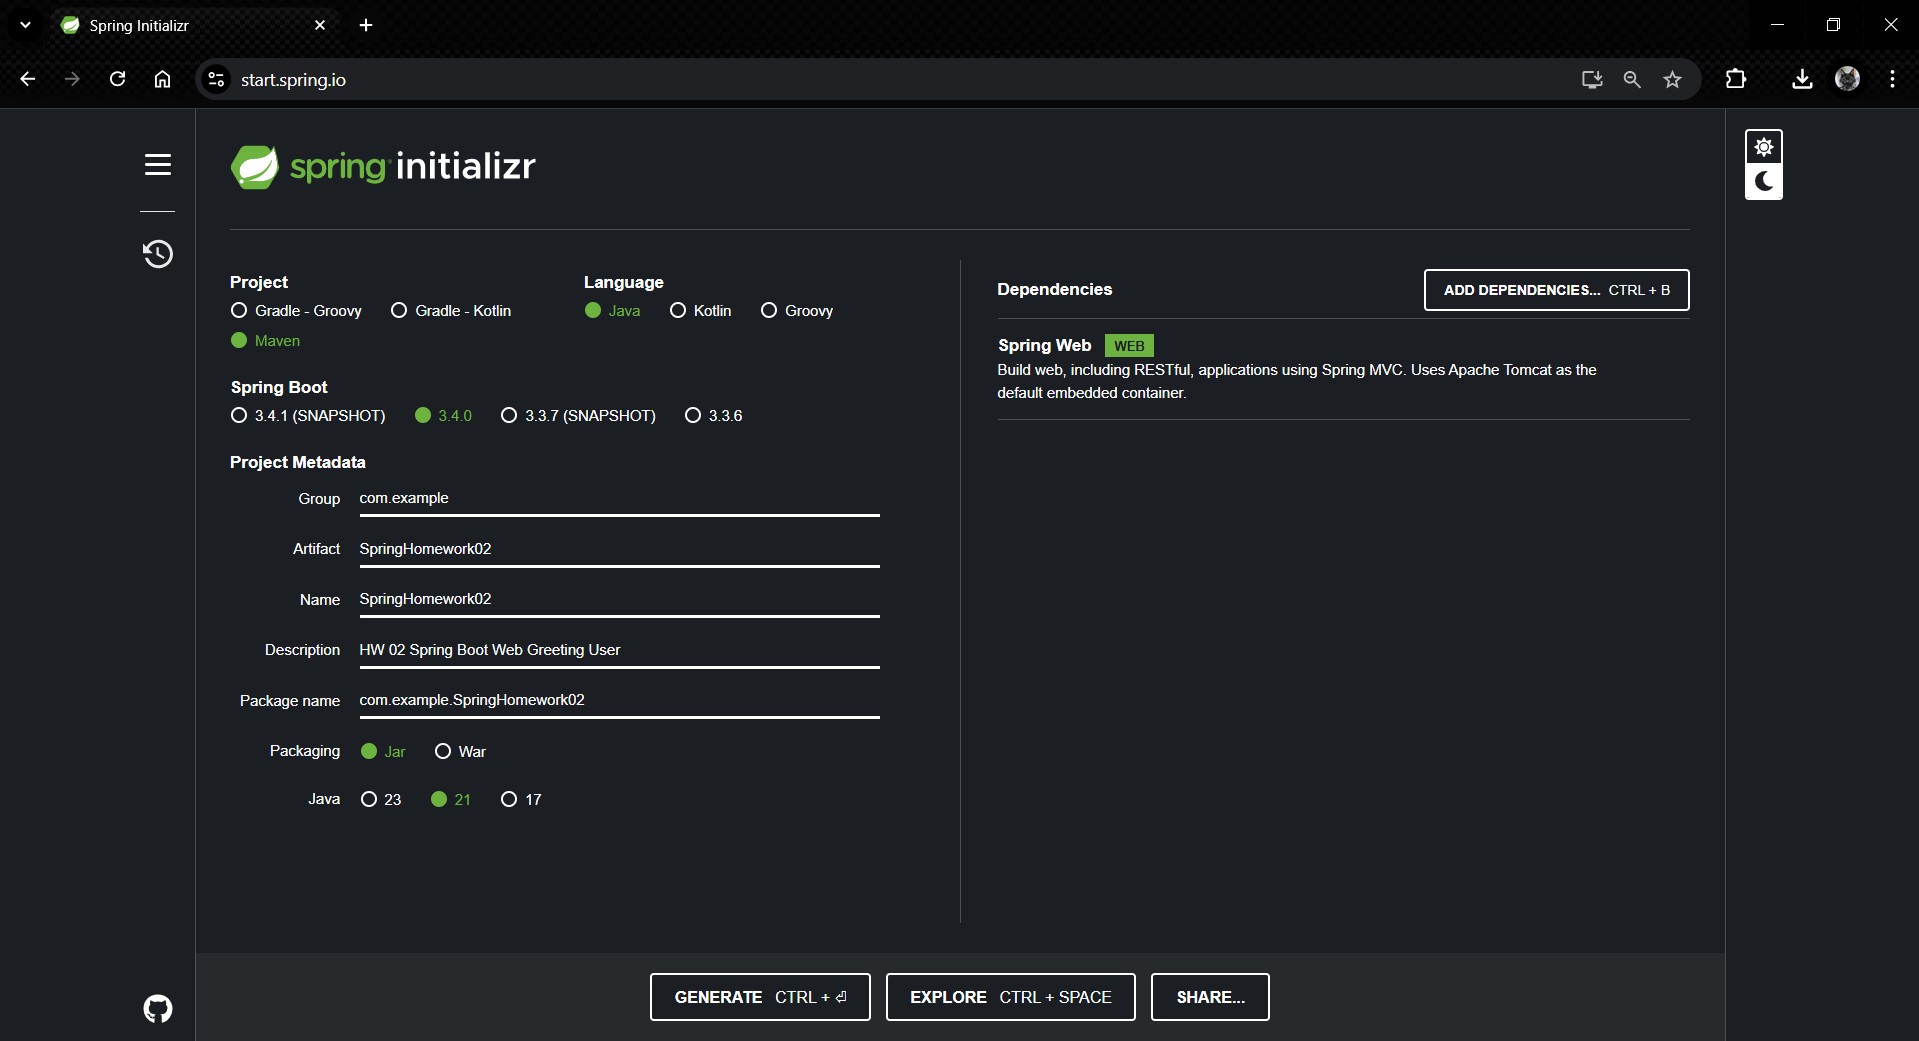 Spring Initializr
start.spring.io
spring initializr
Project
Gradle - Groovy Gradle - Kotlin
Maven
Language
Java Kotlin Groovy
Spring Boot
3.4.1 (SNAPSHOT) 3.4.0 3.3.7 (SNAPSHOT) 3.3.6
Project Metadata
Group com.example
Artifact SpringHomework02
Name SpringHomework02
Description HW 02 Spring Boot Web Greeting User
Package name com.example.SpringHomework02
Packaging Jar War
Java 23 21 17
Dependencies ADD DEPENDENCIES... CTRL + B
Spring Web WEB
Build web, including RESTful, applications using Spring MVC. Uses Apache Tomcat as the
default embedded container.
GENERATE CTRL + ⏎ EXPLORE CTRL + SPACE SHARE...